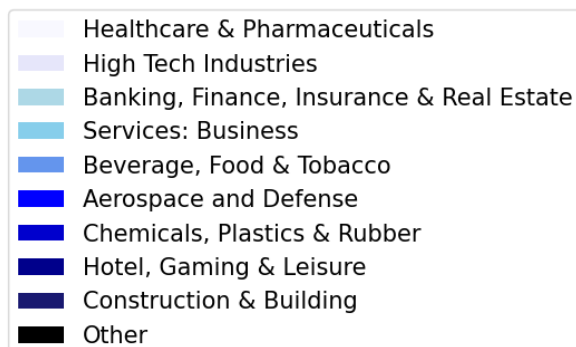 Healthcare & Pharmaceuticals
High Tech Industries
Banking, Finance, Insurance & Real Estate
Services: Business
Beverage, Food & Tobacco
Aerospace and Defense
Chemicals, Plastics & Rubber
Hotel, Gaming & Leisure
Construction & Building
Other